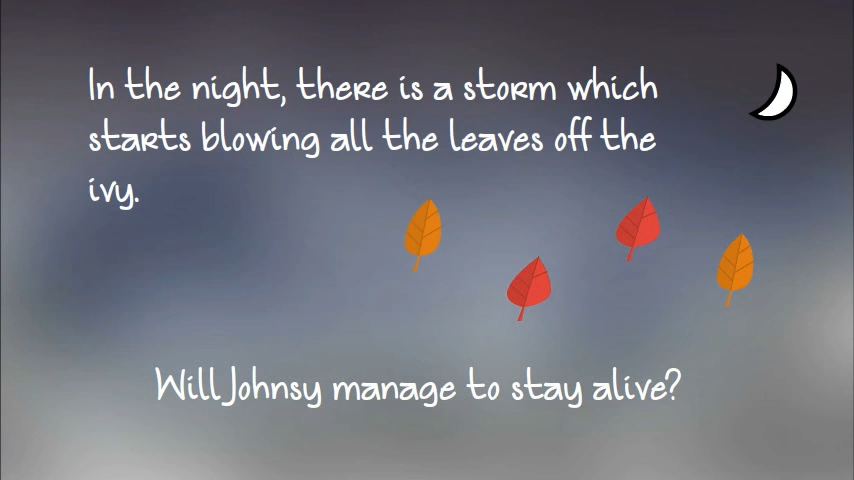 In the night, there is a storm which
starts blowing all the leaves off the
ivy.
Will Johnsy manage to stay alive?